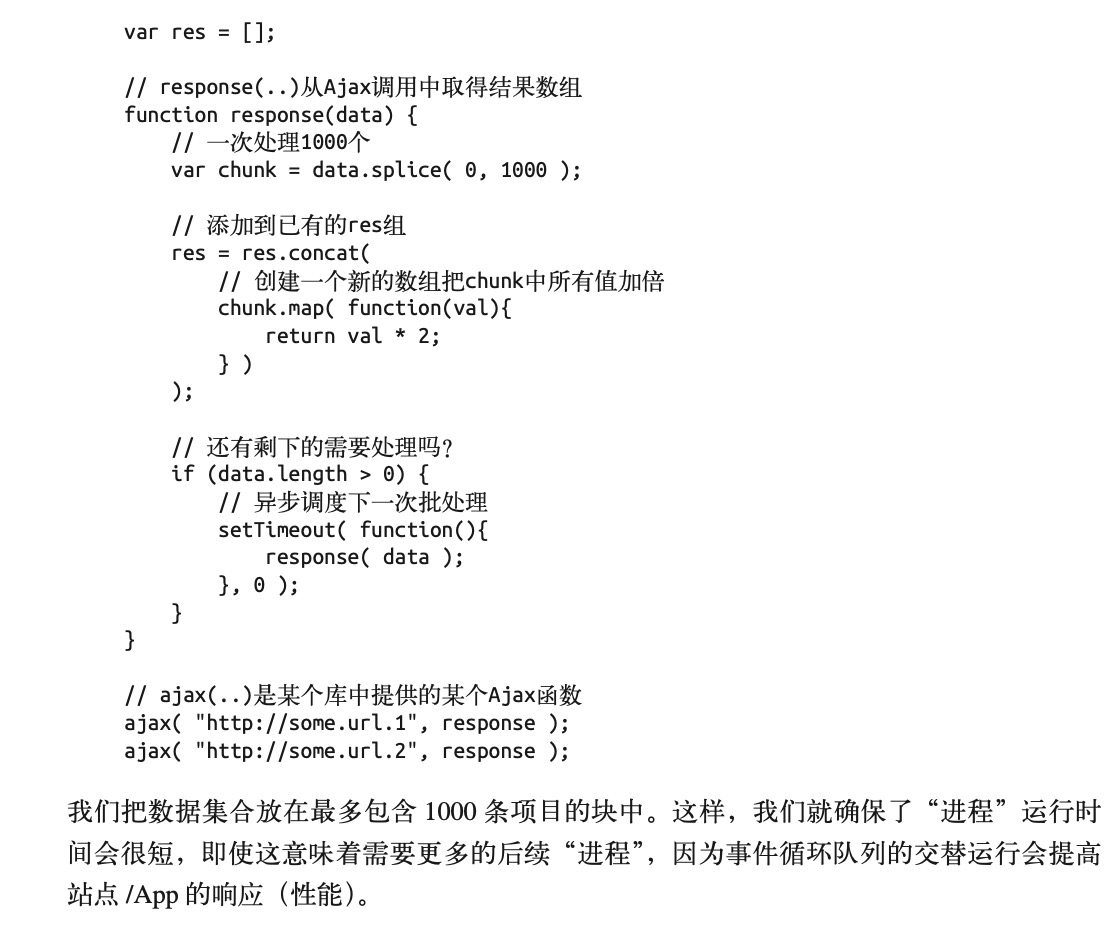 var res = [];

// response(..)从Ajax调用中取得结果数组
function response(data) {
    // 一次处理1000个
    var chunk = data.splice( 0, 1000 );

    // 添加到已有的res组
    res = res.concat(
        // 创建一个新的数组把chunk中所有值加倍
        chunk.map( function(val){
            return val * 2;
        } )
    );

    // 还有剩下的需要处理吗？
    if (data.length > 0) {
        // 异步调度下一次批处理
        setTimeout( function(){
            response( data );
        }, 0 );
    }
}

// ajax(..)是某个库中提供的某个Ajax函数
ajax( "http://some.url.1", response );
ajax( "http://some.url.2", response );

我们把数据集合放在最多包含 1000 条项目的块中。这样，我们就确保了“进程”运行时
间会很短，即使这意味着需要更多的后续“进程”，因为事件循环队列的交替运行会提高
站点 /App 的响应（性能）。